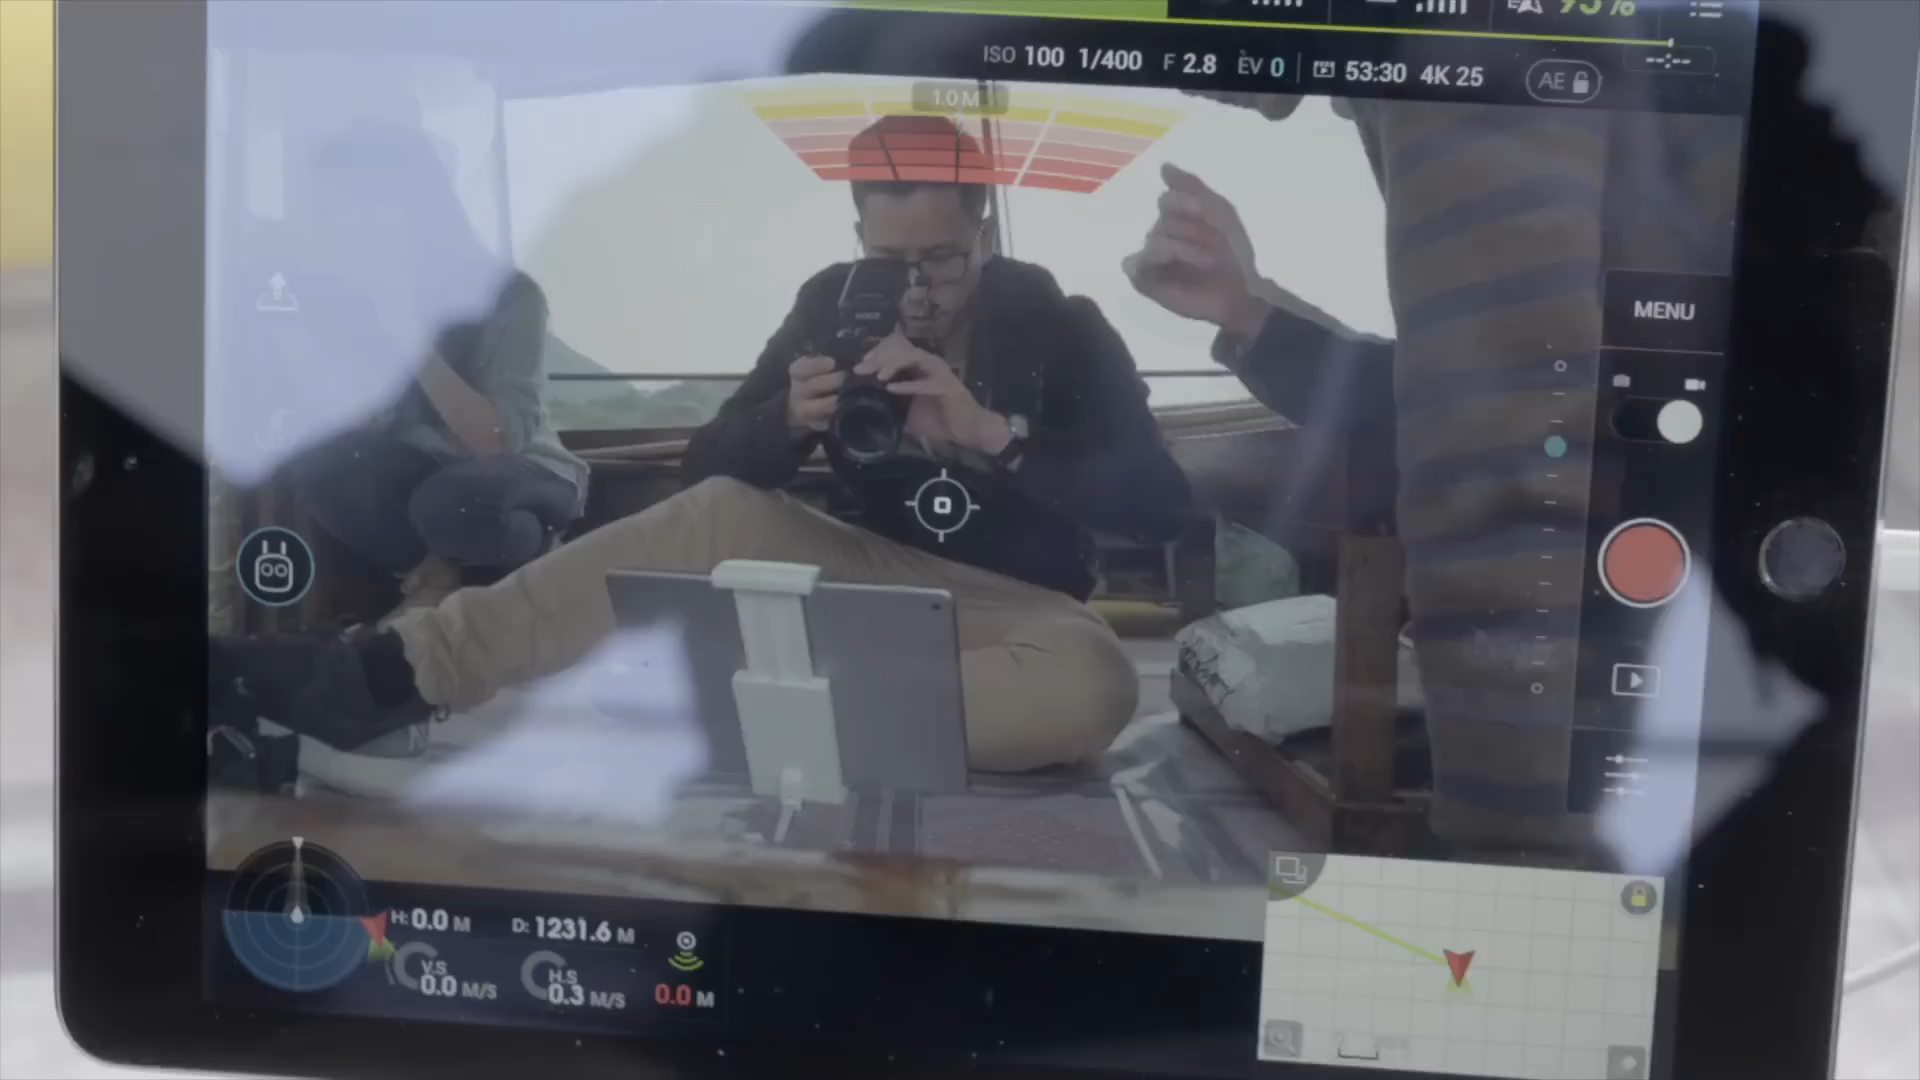 95%
ISO 100 1/400 F 2.8 EV 0 53:30 4K 25 AE
--:--
1.0 M
MENU
H: 0.0 M D: 1231.6 M
V.S 0.0 M/S H.S 0.3 M/S 0.0 M